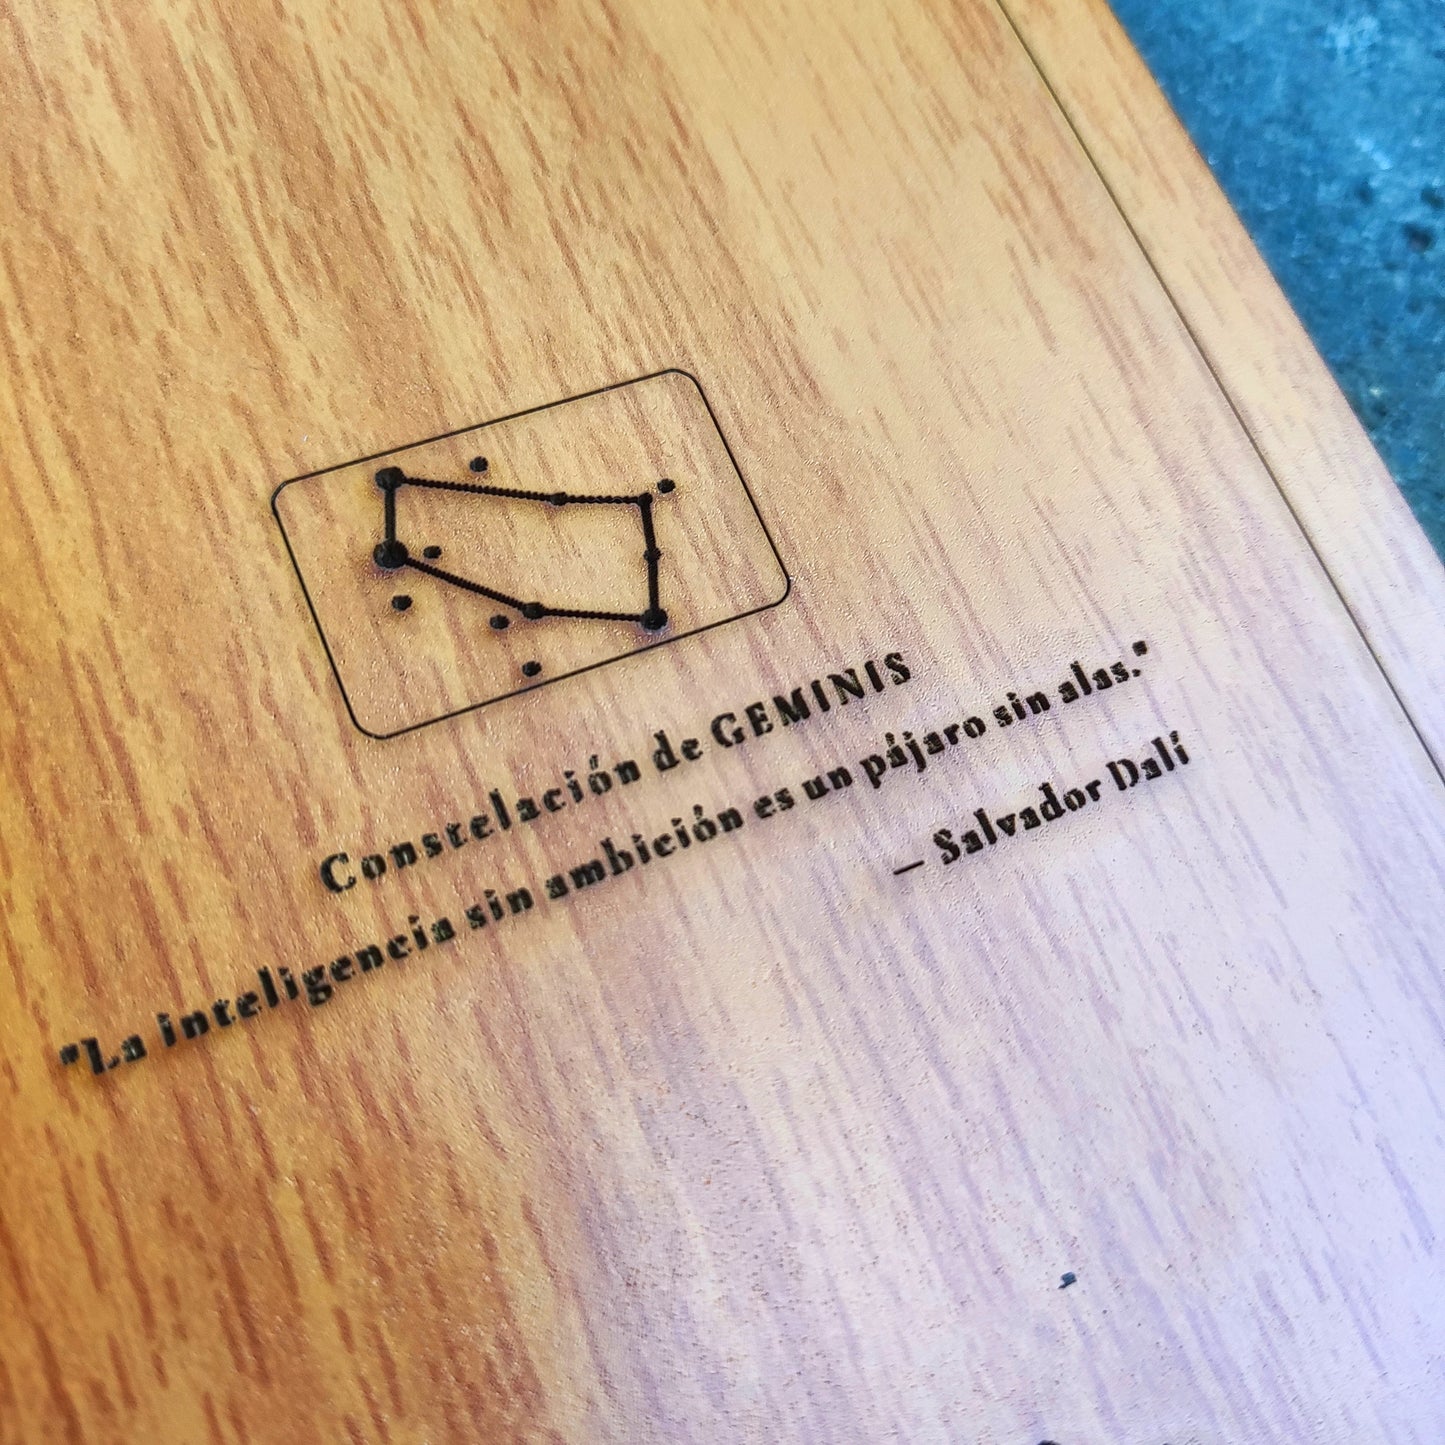 Constelación de GEMINIS
"La inteligencia sin ambición es un pájaro sin alas."
— Salvador Dalí